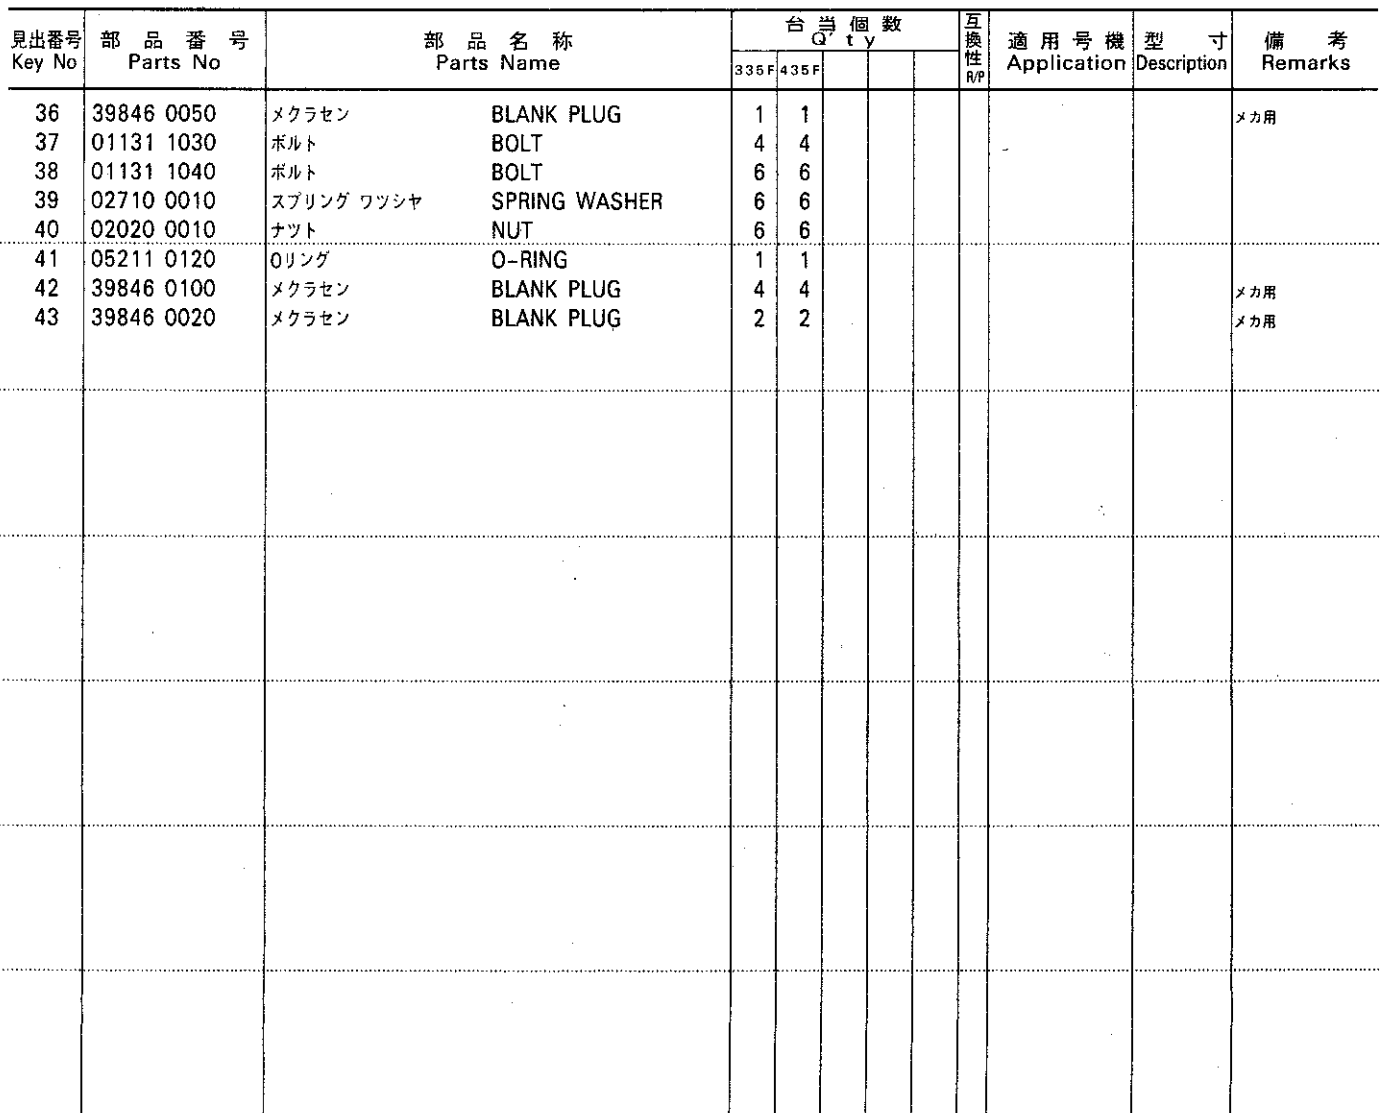 見出番号 部品番号 部品名称 台当個数 互換性 適用号機 型寸 備考
Key No Parts No Parts Name Q'ty R/P Application Description Remarks
335F 435F
36 39846 0050 メクラセン BLANK PLUG 1 1 メカ用
37 01131 1030 ボルト BOLT 4 4
38 01131 1040 ボルト BOLT 6 6
39 02710 0010 スプリング ワツシヤ SPRING WASHER 6 6
40 02020 0010 ナツト NUT 6 6
41 05211 0120 Oリング O-RING 1 1
42 39846 0100 メクラセン BLANK PLUG 4 4 メカ用
43 39846 0020 メクラセン BLANK PLUG 2 2 メカ用